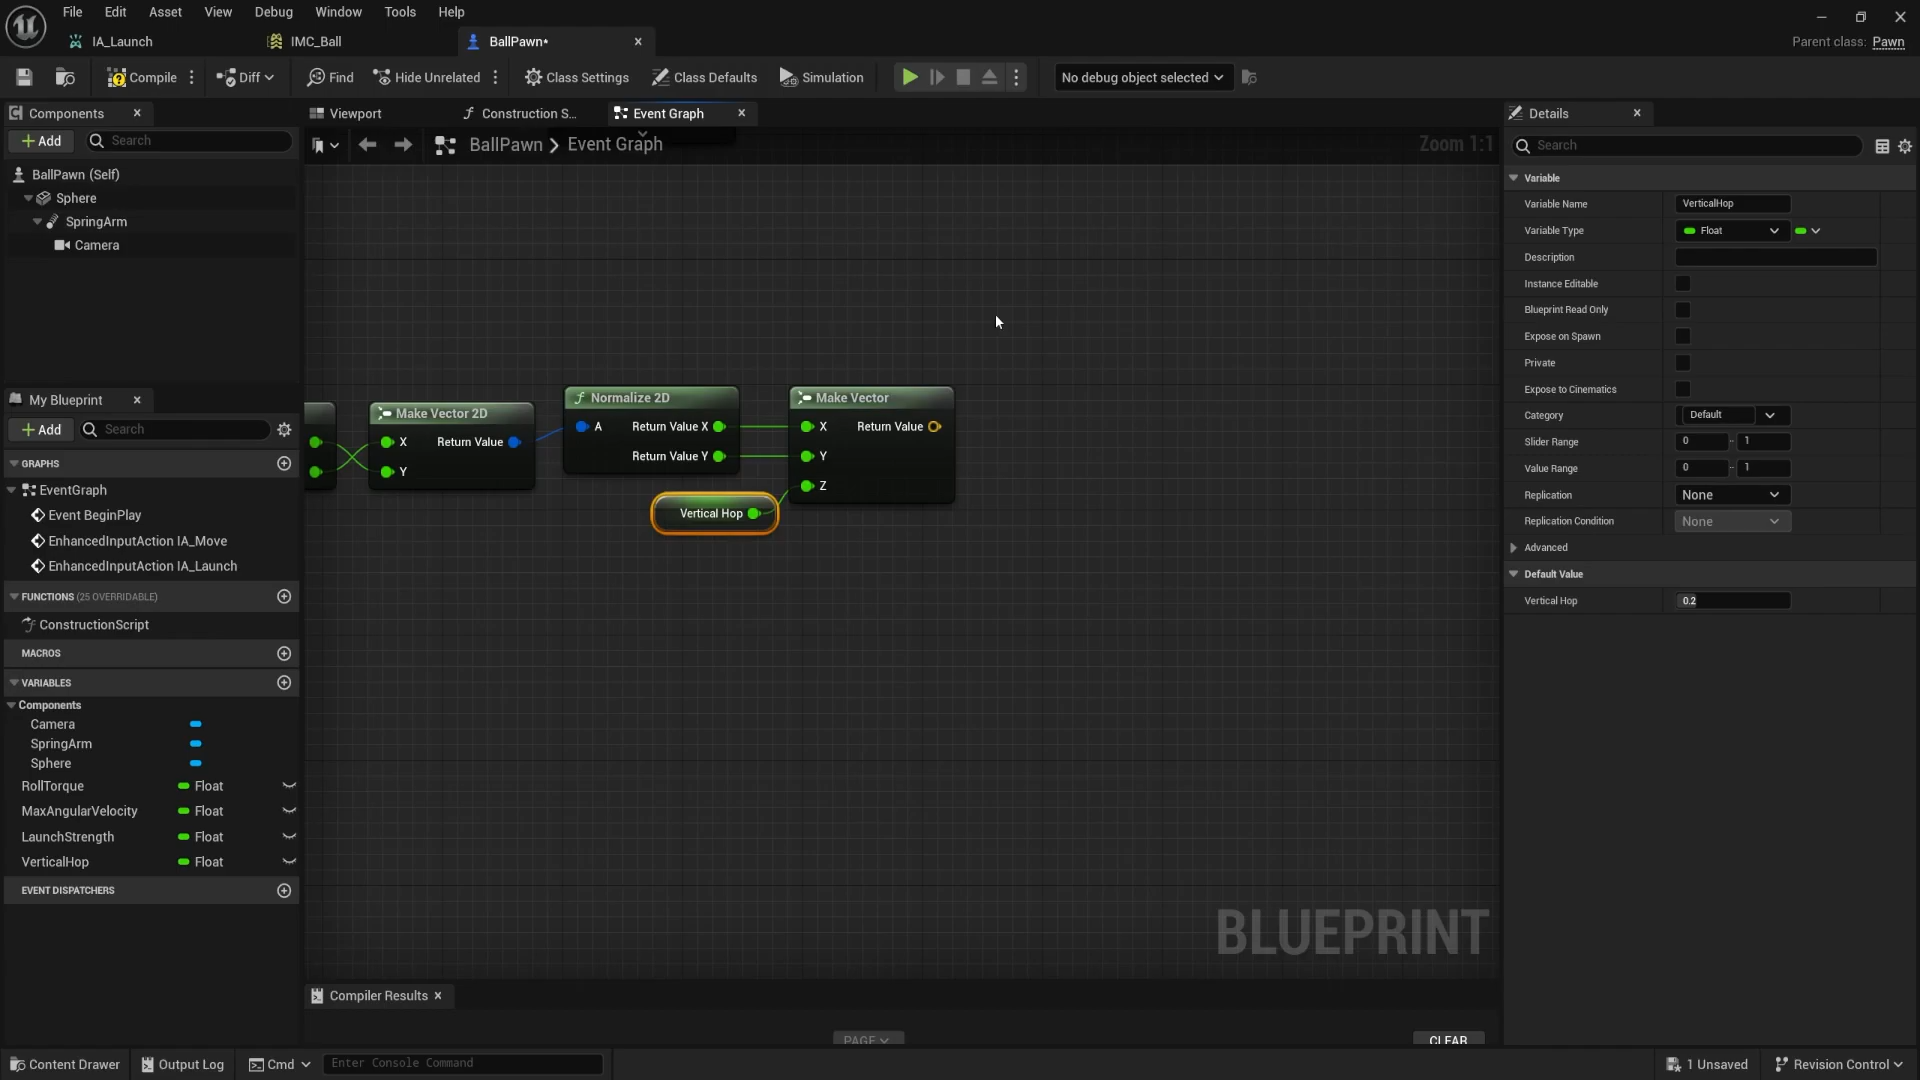 File Edit Asset View Debug Window Tools Help
IA_Launch
IMC_Ball
BallPawn*
Parent class: Pawn
Compile
Diff
Find
Hide Unrelated
Class Settings
Class Defaults
Simulation
No debug object selected
Components
Add
Search
BallPawn (Self)
Sphere
SpringArm
Camera
My Blueprint
Add
Search
GRAPHS
EventGraph
Event BeginPlay
EnhancedInputAction IA_Move
EnhancedInputAction IA_Launch
FUNCTIONS (25 OVERRIDABLE)
ConstructionScript
MACROS
VARIABLES
Components
Camera
SpringArm
Sphere
RollTorque Float
MaxAngularVelocity Float
LaunchStrength Float
VerticalHop Float
EVENT DISPATCHERS
Viewport
Construction S...
Event Graph
BallPawn > Event Graph
Zoom 1:1
Make Vector 2D
X Return Value
Y
Normalize 2D
A Return Value X
Return Value Y
Make Vector
X Return Value
Y
Z
Vertical Hop
BLUEPRINT
Compiler Results
PAGE
CLEAR
Details
Search
Variable
Variable Name VerticalHop
Variable Type Float
Description
Instance Editable
Blueprint Read Only
Expose on Spawn
Private
Expose to Cinematics
Category Default
Slider Range 0 1
Value Range 0 1
Replication None
Replication Condition None
Advanced
Default Value
Vertical Hop 0.2
Content Drawer
Output Log
Cmd
Enter Console Command
1 Unsaved
Revision Control